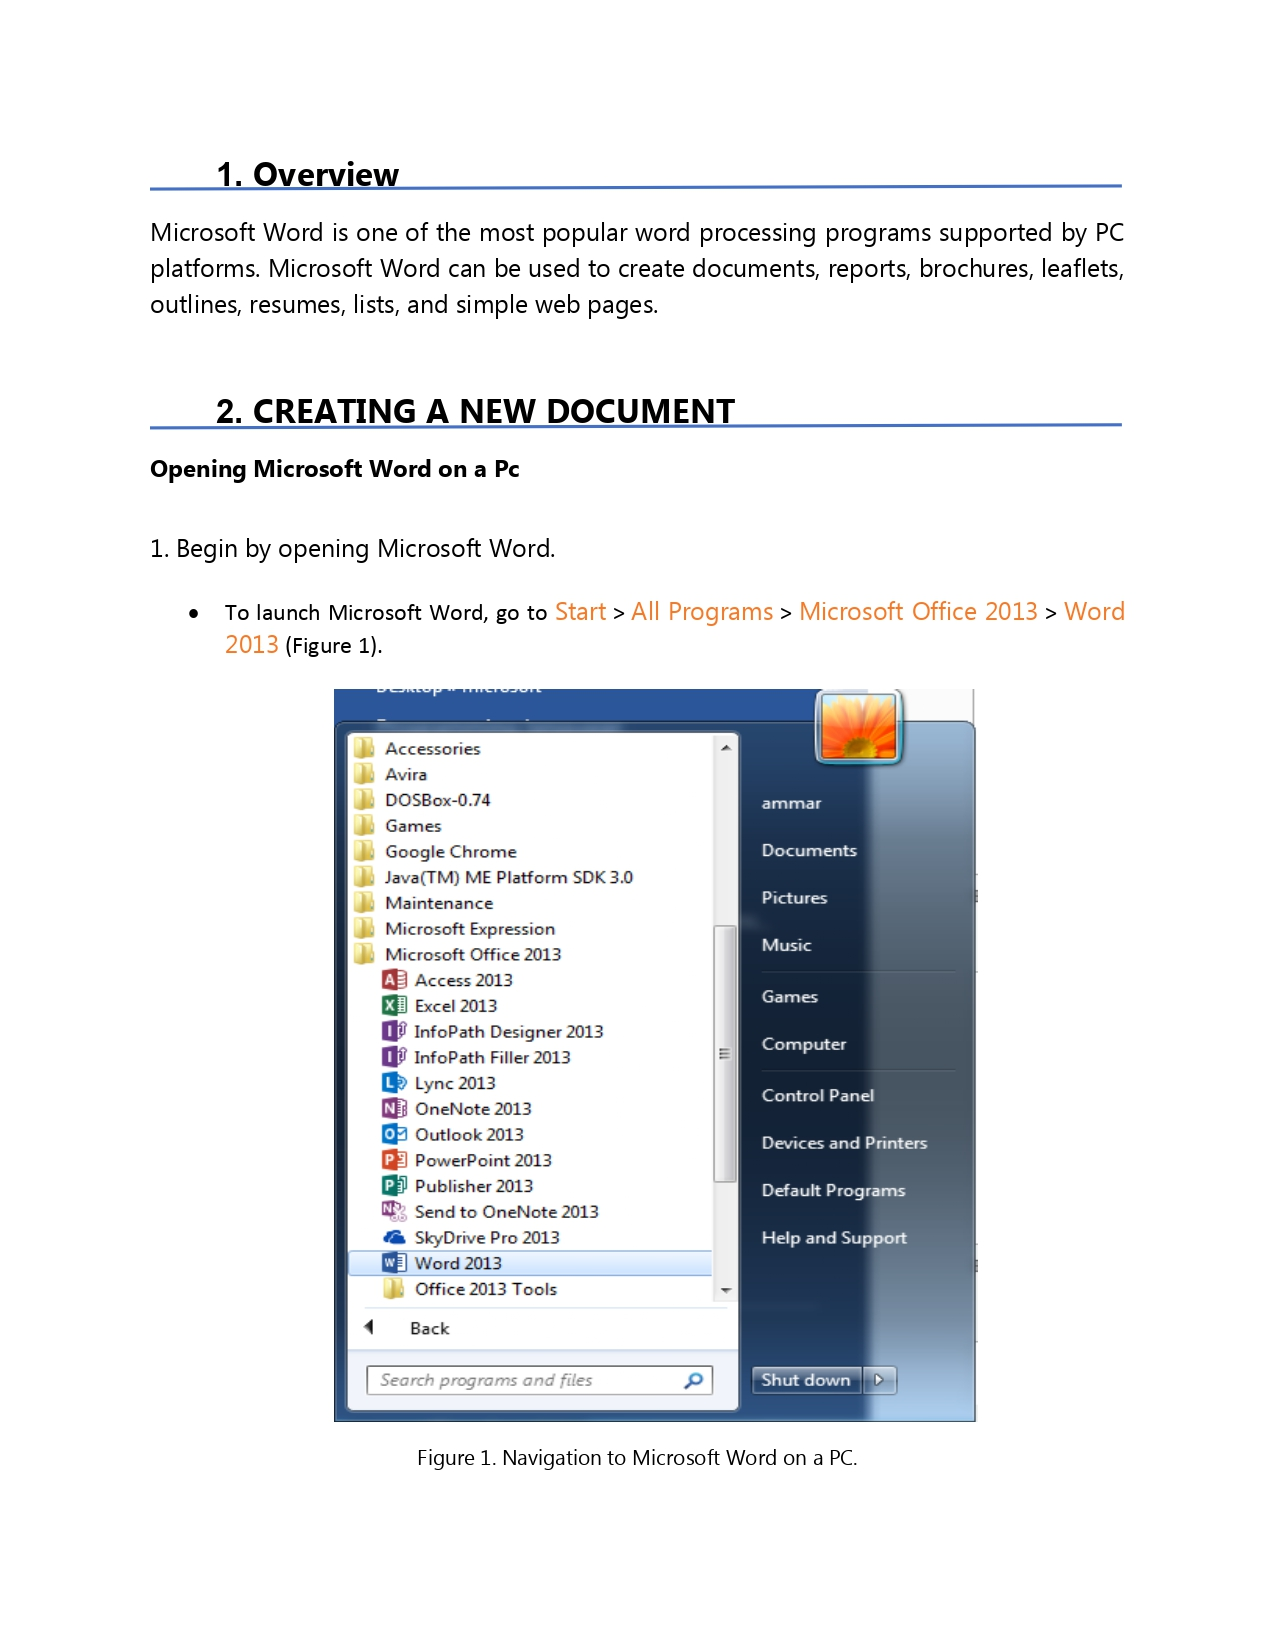 1. Overview
Microsoft Word is one of the most popular word processing programs supported by PC
platforms. Microsoft Word can be used to create documents, reports, brochures, leaflets,
outlines, resumes, lists, and simple web pages.
2. CREATING A NEW DOCUMENT
Opening Microsoft Word on a Pc
1. Begin by opening Microsoft Word.
• To launch Microsoft Word, go to Start > All Programs > Microsoft Office 2013 > Word
2013 (Figure 1).
Accessories
Avira
DOSBox-0.74
Games
Google Chrome
Java(TM) ME Platform SDK 3.0
Maintenance
Microsoft Expression
Microsoft Office 2013
Access 2013
Excel 2013
InfoPath Designer 2013
InfoPath Filler 2013
Lync 2013
OneNote 2013
Outlook 2013
PowerPoint 2013
Publisher 2013
Send to OneNote 2013
SkyDrive Pro 2013
Word 2013
Office 2013 Tools
Back
Search programs and files
ammar
Documents
Pictures
Music
Games
Computer
Control Panel
Devices and Printers
Default Programs
Help and Support
Shut down
Figure 1. Navigation to Microsoft Word on a PC.